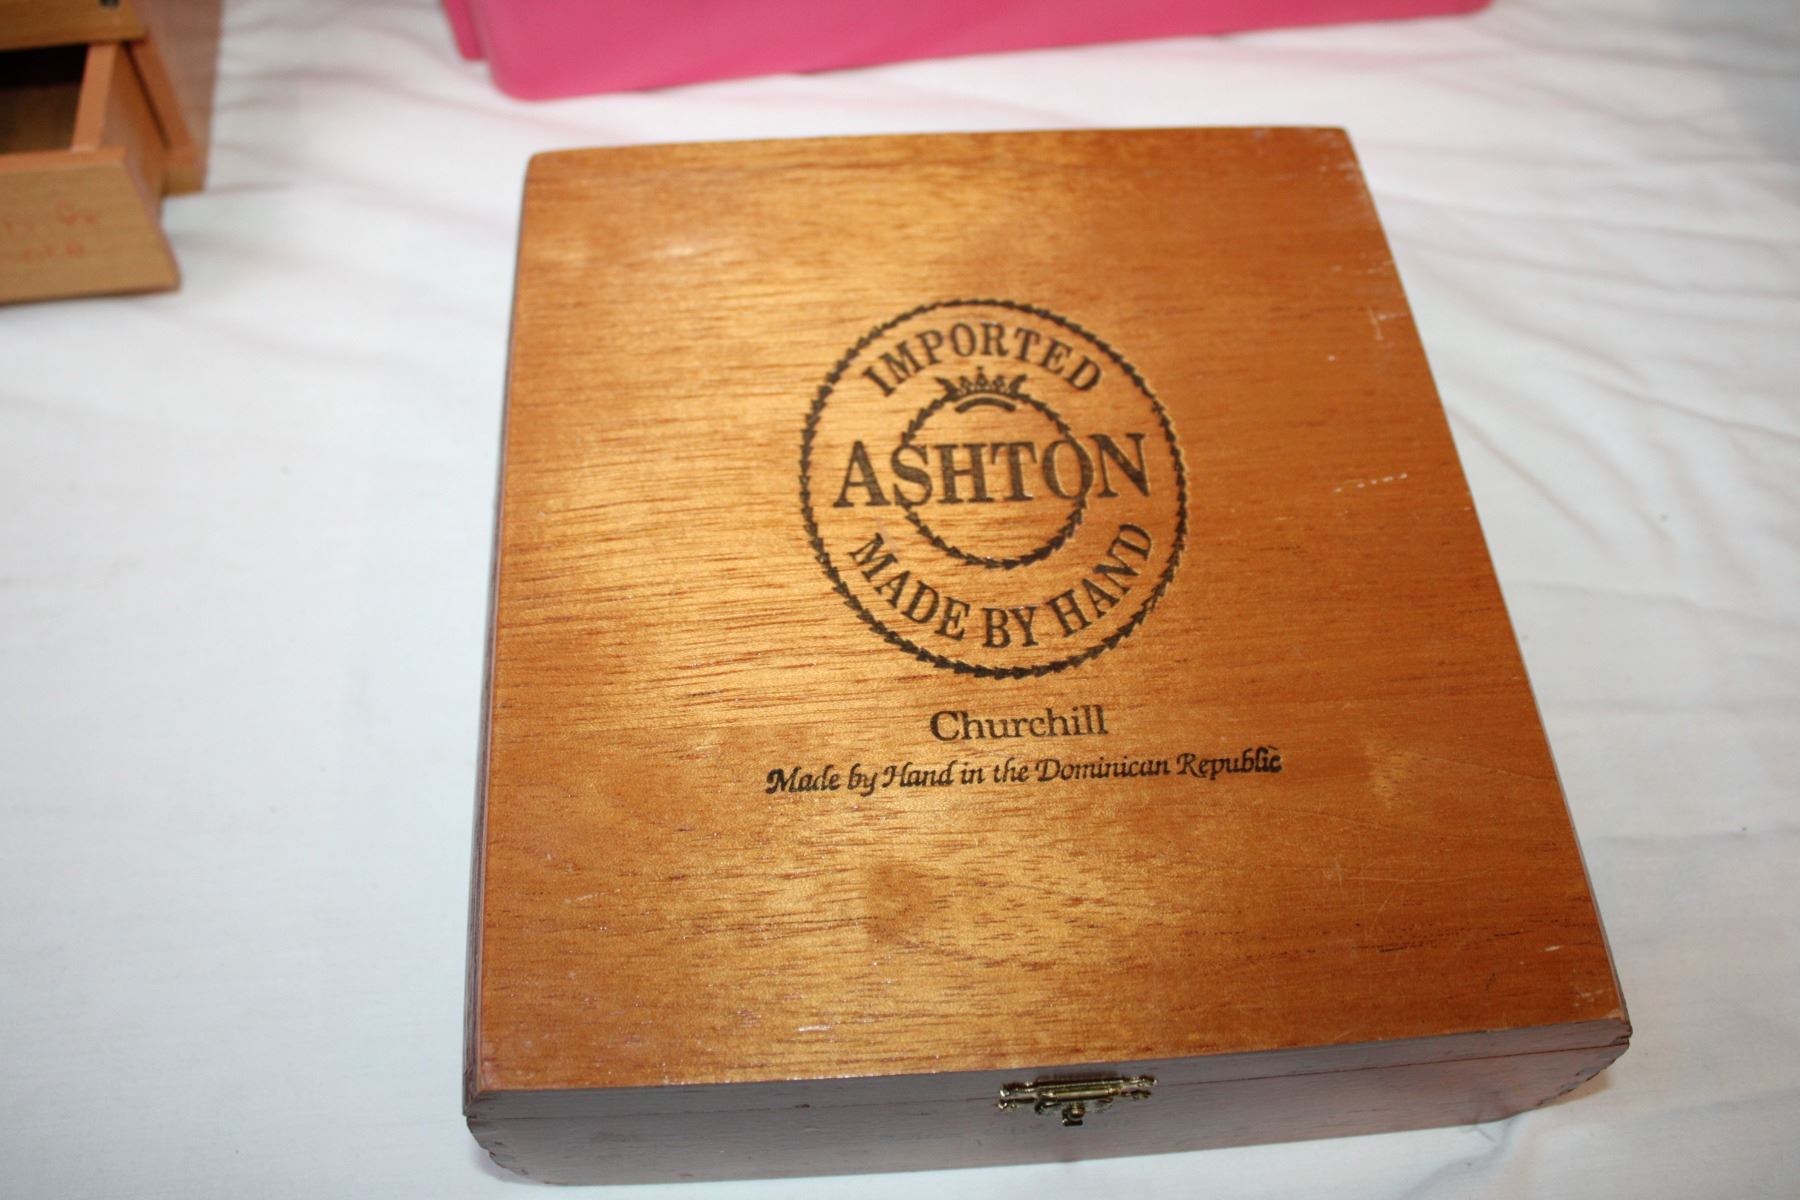 IMPORTED
ASHTON
MADE BY HAND
Churchill
Made by Hand in the Dominican Republic